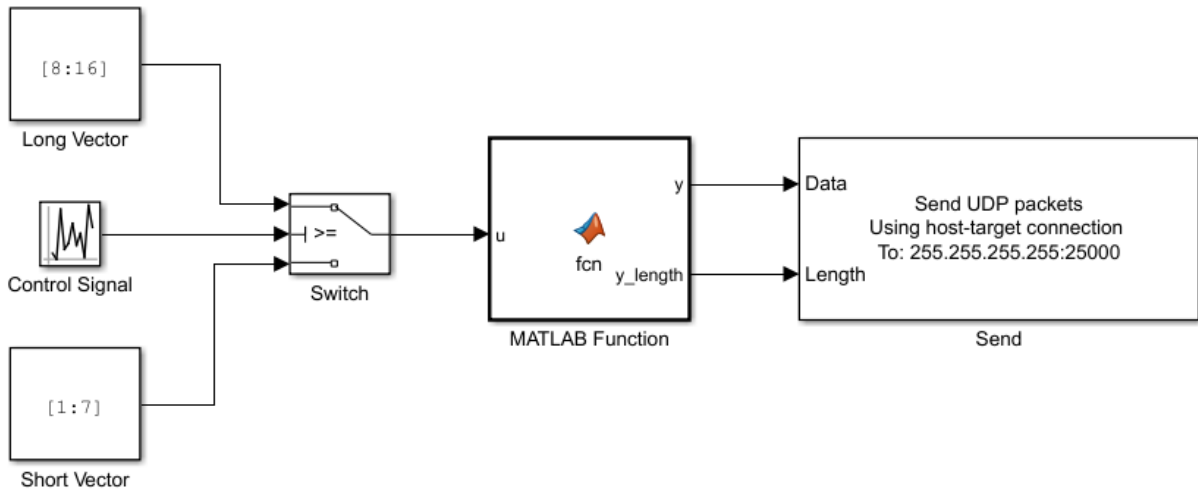 [8:16]
Long Vector
Control Signal
>=
Switch
[1:7]
Short Vector
u
fcn
y
y_length
MATLAB Function
Data
Length
Send UDP packets
Using host-target connection
To: 255.255.255.255:25000
Send